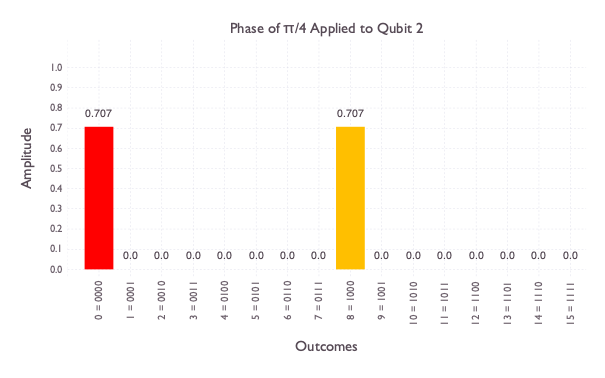 Phase of π/4 Applied to Qubit 2
Amplitude
1.0
0.9
0.8
0.7
0.6
0.5
0.4
0.3
0.2
0.1
0.0
0.707 0.0 0.0 0.0 0.0 0.0 0.0 0.0 0.707 0.0 0.0 0.0 0.0 0.0 0.0 0.0
0 = 0000
1 = 0001
2 = 0010
3 = 0011
4 = 0100
5 = 0101
6 = 0110
7 = 0111
8 = 1000
9 = 1001
10 = 1010
11 = 1011
12 = 1100
13 = 1101
14 = 1110
15 = 1111
Outcomes